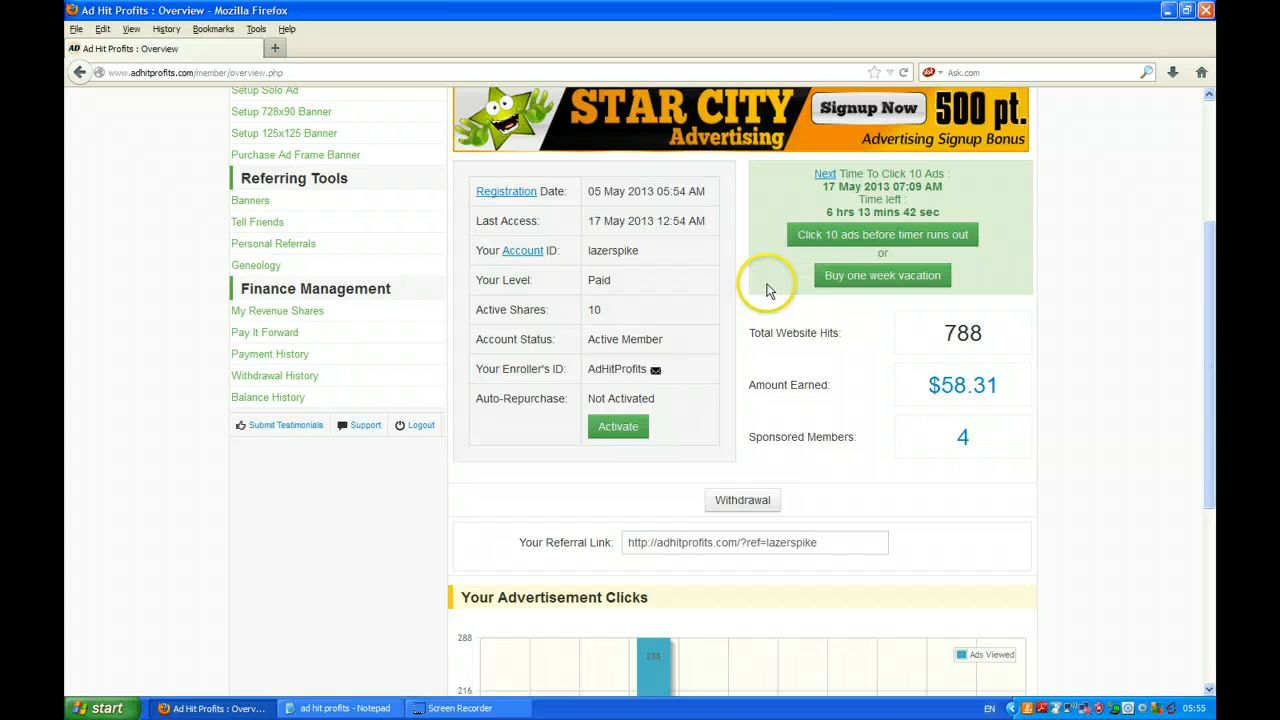 Ad Hit Profits : Overview - Mozilla Firefox
File Edit View History Bookmarks Tools Help
AD Ad Hit Profits : Overview
www.adhitprofits.com/member/overview.php
Ask.com
Setup Solo Ad
Setup 728x90 Banner
Setup 125x125 Banner
Purchase Ad Frame Banner
Referring Tools
Banners
Tell Friends
Personal Referrals
Geneology
Finance Management
My Revenue Shares
Pay It Forward
Payment History
Withdrawal History
Balance History
Submit Testimonials Support Logout
STAR CITY
Advertising
Signup Now
500 pt.
Advertising Signup Bonus
Registration Date: 05 May 2013 05:54 AM
Last Access: 17 May 2013 12:54 AM
Your Account ID: lazerspike
Your Level: Paid
Active Shares: 10
Account Status: Active Member
Your Enroller's ID: AdHitProfits
Auto-Repurchase: Not Activated
Activate
Next Time To Click 10 Ads :
17 May 2013 07:09 AM
Time left :
6 hrs 13 mins 42 sec
Click 10 ads before timer runs out
or
Buy one week vacation
Total Website Hits: 788
Amount Earned: $58.31
Sponsored Members: 4
Withdrawal
Your Referral Link: http://adhitprofits.com/?ref=lazerspike
Your Advertisement Clicks
288
288
Ads Viewed
216
start
Ad Hit Profits : Overv...
ad hit profits - Notepad
Screen Recorder
EN
05:55